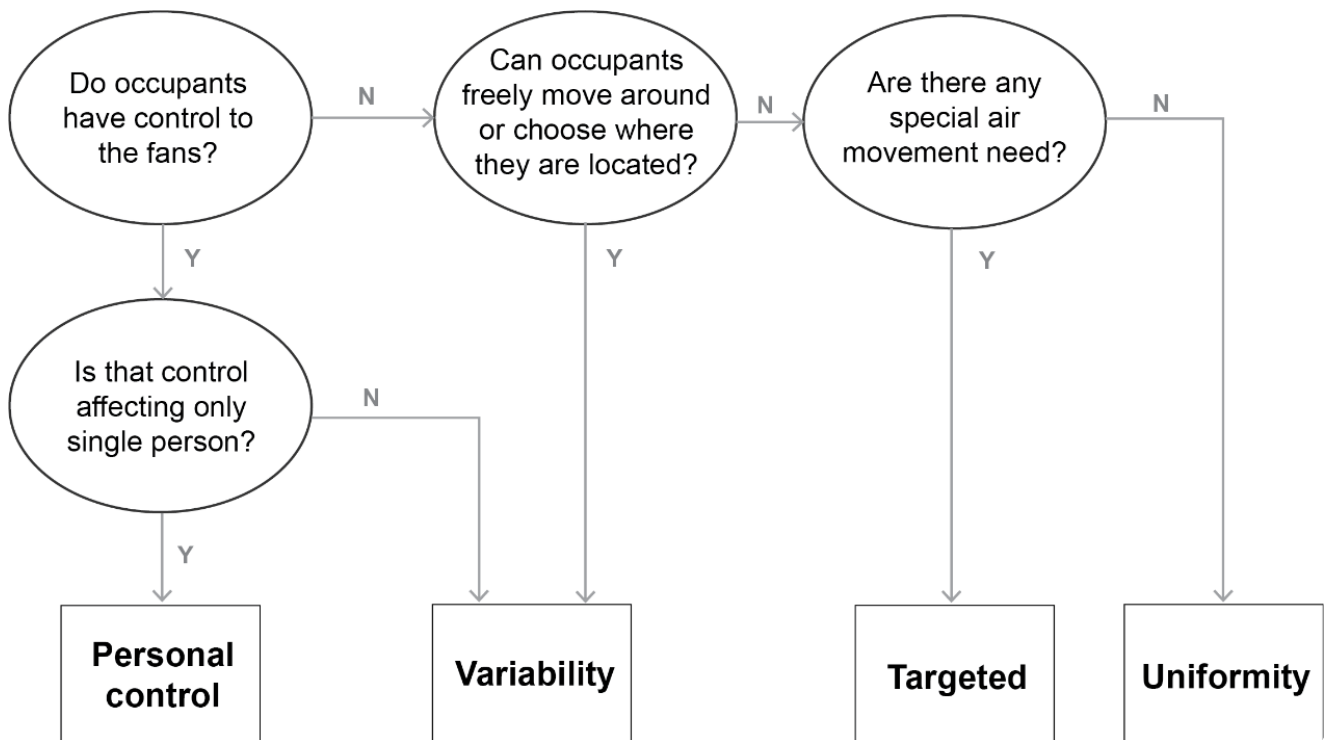 Do occupants
have control to
the fans?
N
Can occupants
freely move around
or choose where
they are located?
N
Are there any
special air
movement need?
N
Y
Y
Y
Is that control
affecting only
single person?
N
Y
Personal
control
Variability
Targeted
Uniformity